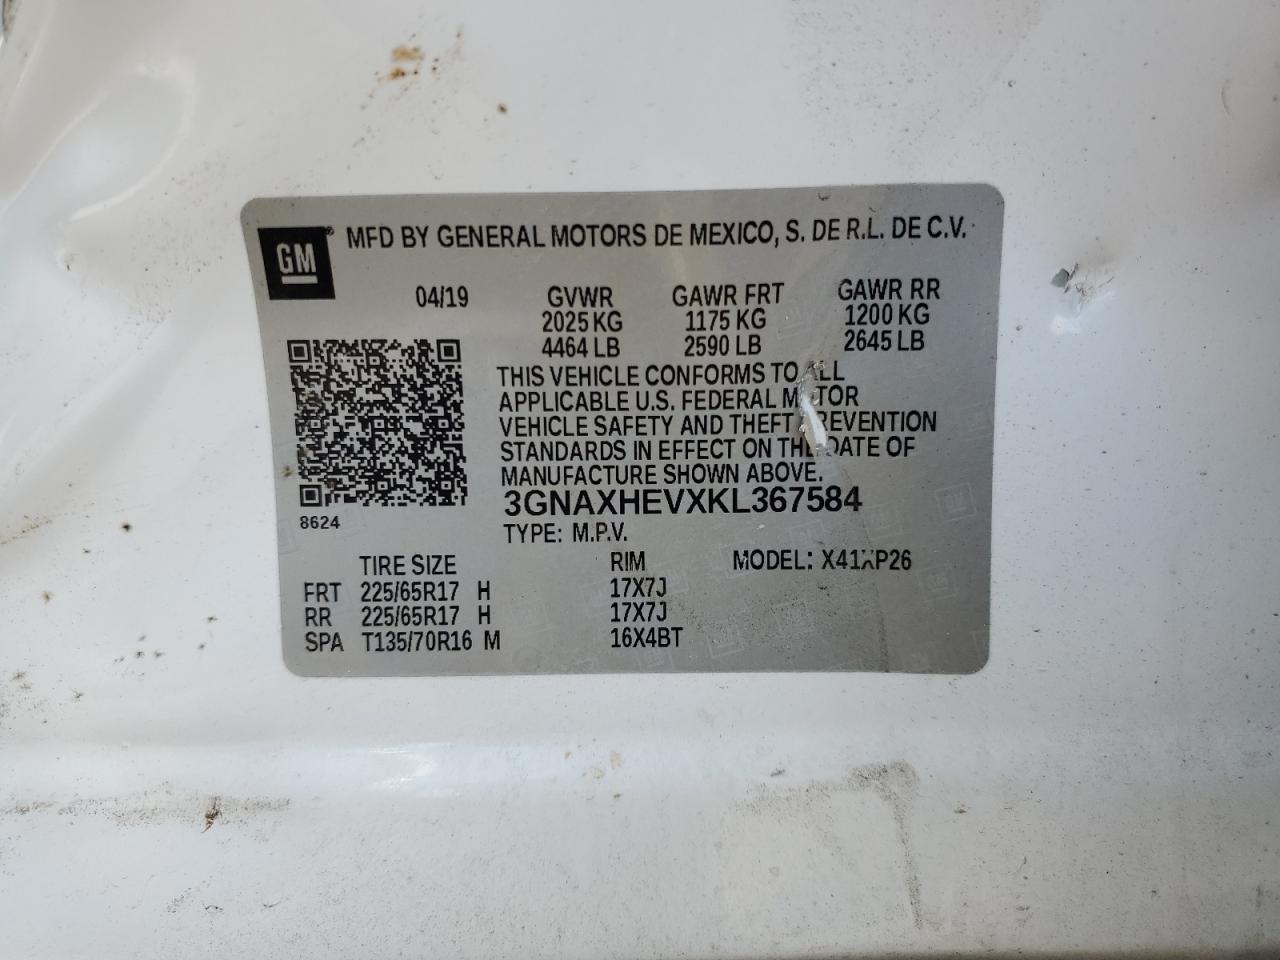 GM
MFD BY GENERAL MOTORS DE MEXICO, S. DE R.L. DE C.V.
04/19 GVWR GAWR FRT GAWR RR
2025 KG 1175 KG 1200 KG
4464 LB 2590 LB 2645 LB
THIS VEHICLE CONFORMS TO ALL
APPLICABLE U.S. FEDERAL MOTOR
VEHICLE SAFETY AND THEFT PREVENTION
STANDARDS IN EFFECT ON THE DATE OF
MANUFACTURE SHOWN ABOVE.
3GNAXHEVXKL367584
8624
TYPE: M.P.V.
TIRE SIZE RIM MODEL: X41XP26
FRT 225/65R17 H 17X7J
RR 225/65R17 H 17X7J
SPA T135/70R16 M 16X4BT